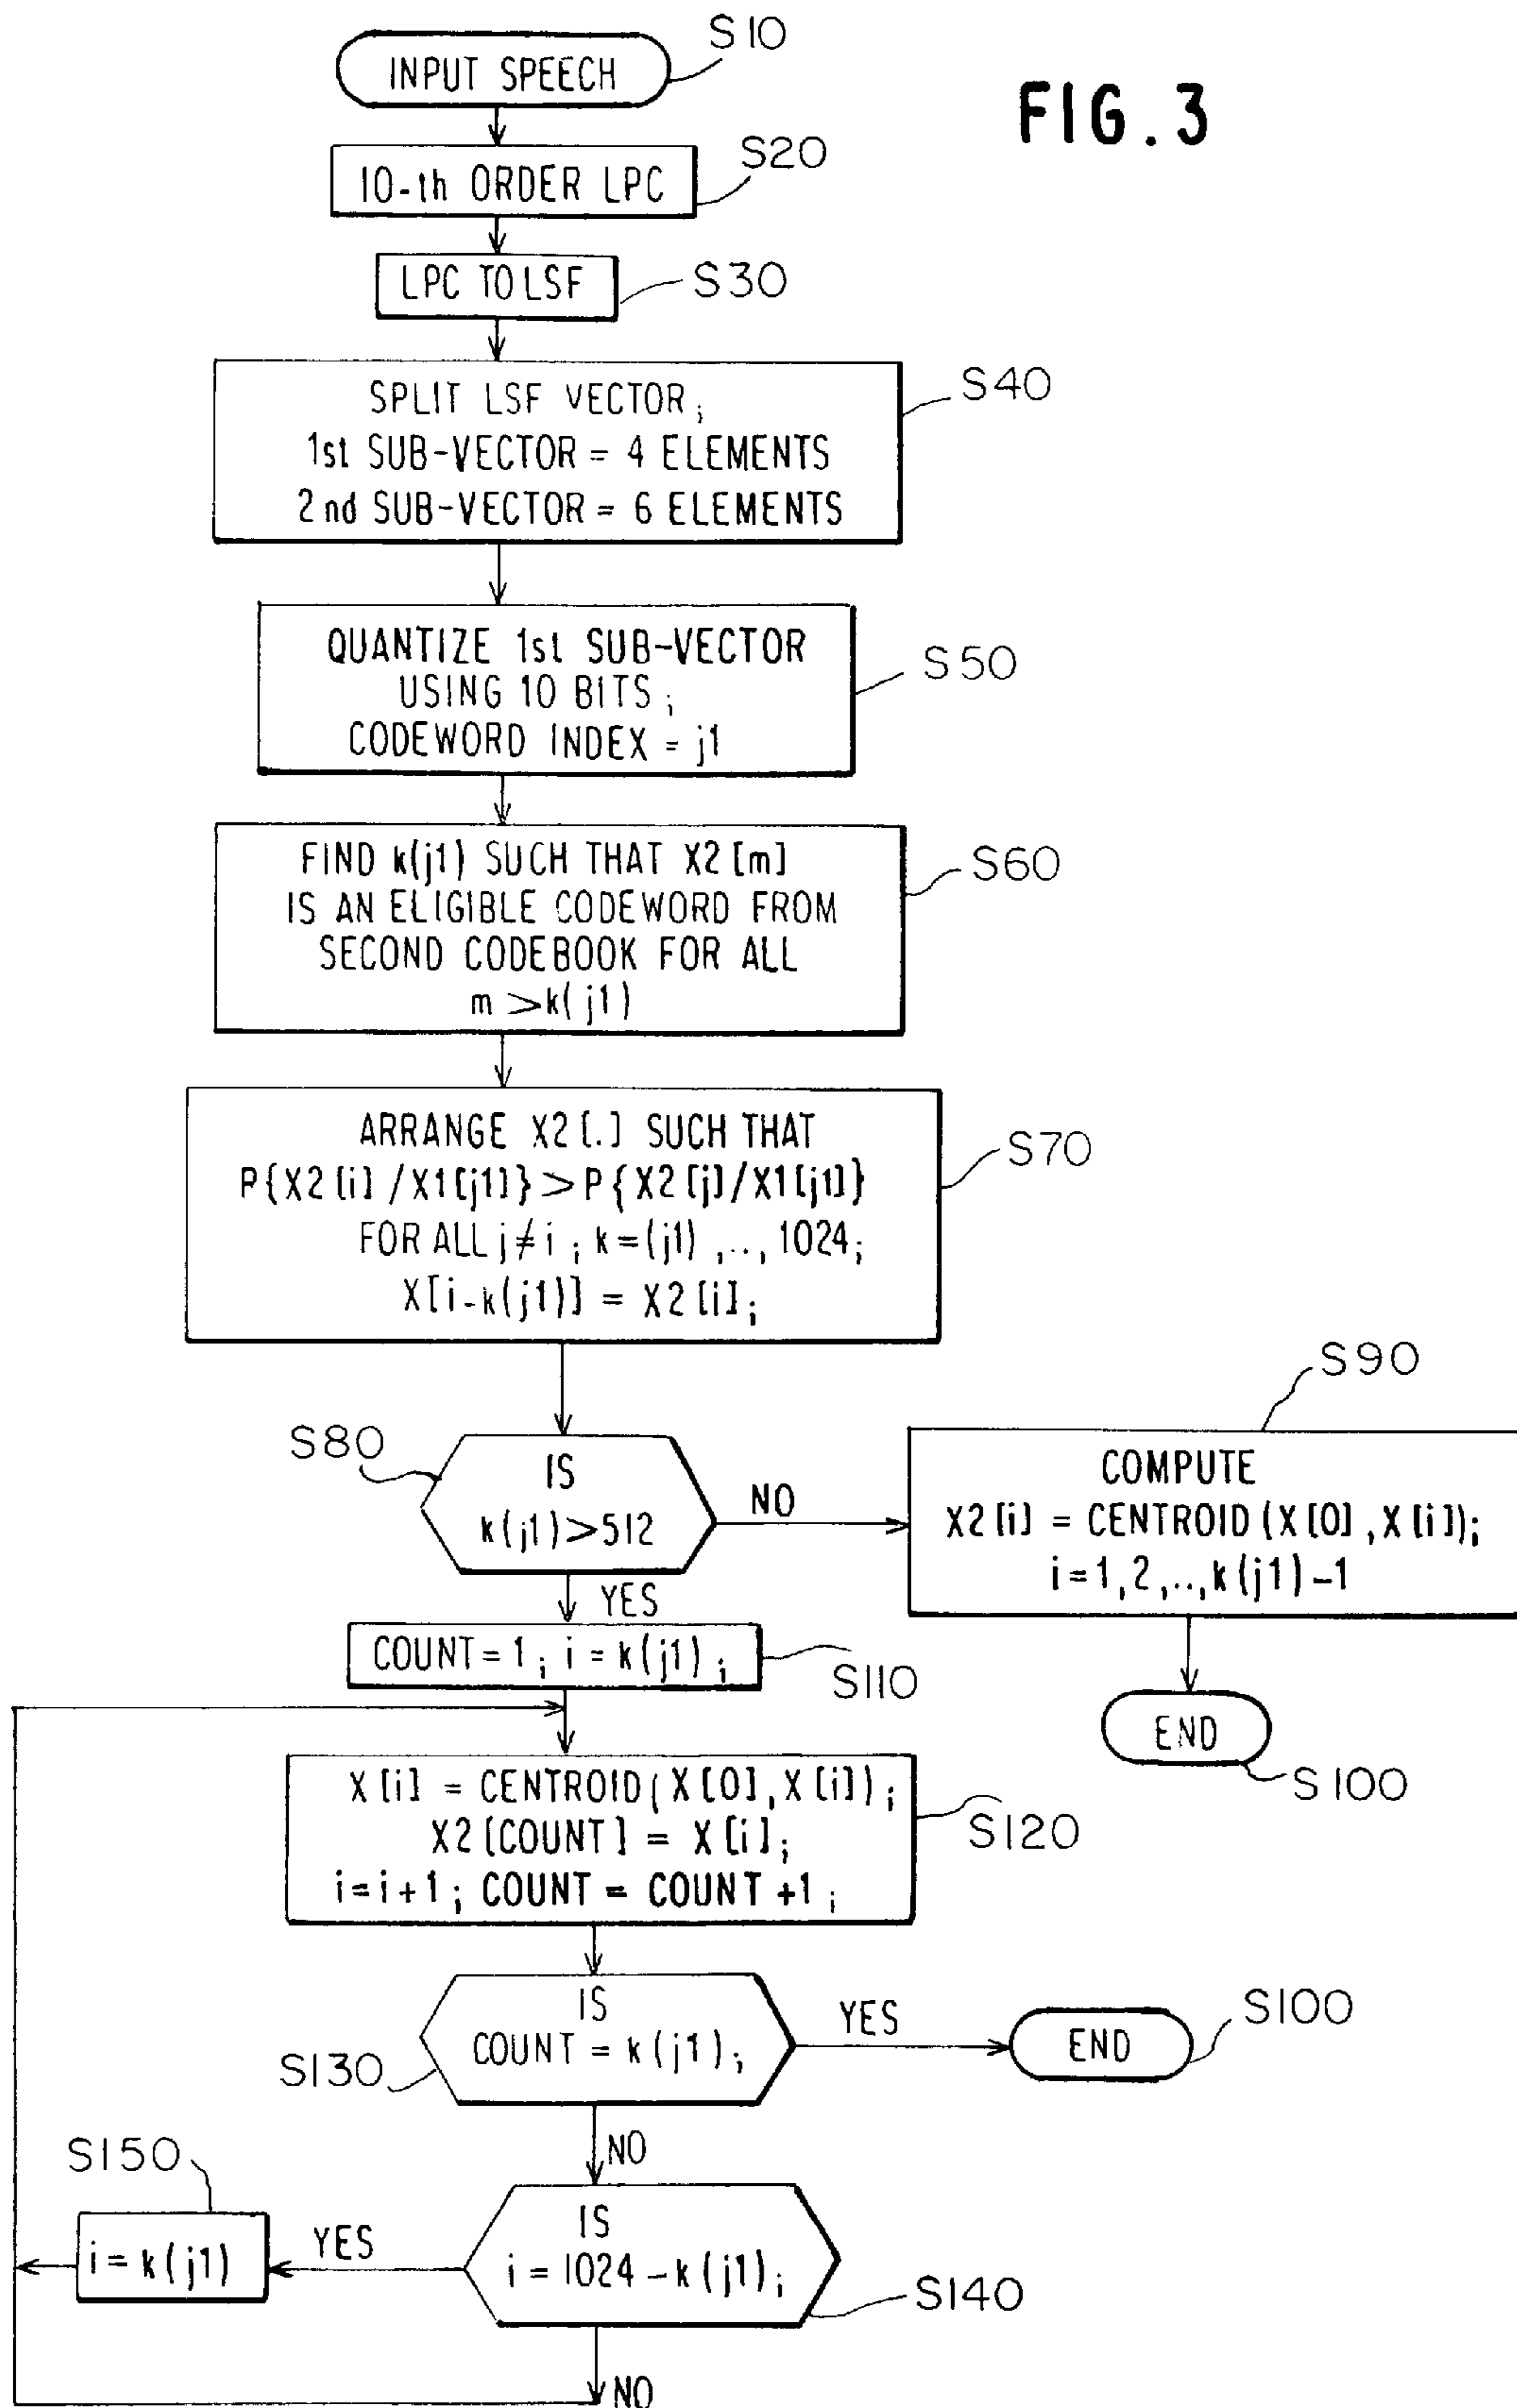 S10
INPUT SPEECH
FIG. 3
S20
10-th ORDER LPC
S30
LPC TO LSF
S40
SPLIT LSF VECTOR;
1st SUB-VECTOR = 4 ELEMENTS
2nd SUB-VECTOR = 6 ELEMENTS
S50
QUANTIZE 1st SUB-VECTOR
USING 10 BITS;
CODEWORD INDEX = j1
S60
FIND k(j1) SUCH THAT X2[m]
IS AN ELIGIBLE CODEWORD FROM
SECOND CODEBOOK FOR ALL
m > k(j1)
S70
ARRANGE X2[.] SUCH THAT
P{X2[i]/X1[j1]} > P{X2[j]/X1[j1]}
FOR ALL j ≠ i; k=(j1),..,1024;
X[i-k(j1)] = X2[i];
S80
IS
k(j1)>512
NO
YES
S90
COMPUTE
X2[i] = CENTROID(X[0],X[i]);
i=1,2,..,k(j1)-1
END
S100
COUNT=1; i=k(j1);
S110
X[i] = CENTROID(X[0],X[i]);
X2[COUNT] = X[i];
i=i+1; COUNT = COUNT+1;
S120
IS
COUNT = k(j1);
S130
YES
END
S100
NO
IS
i = 1024-k(j1);
S140
YES
S150
i = k(j1)
NO